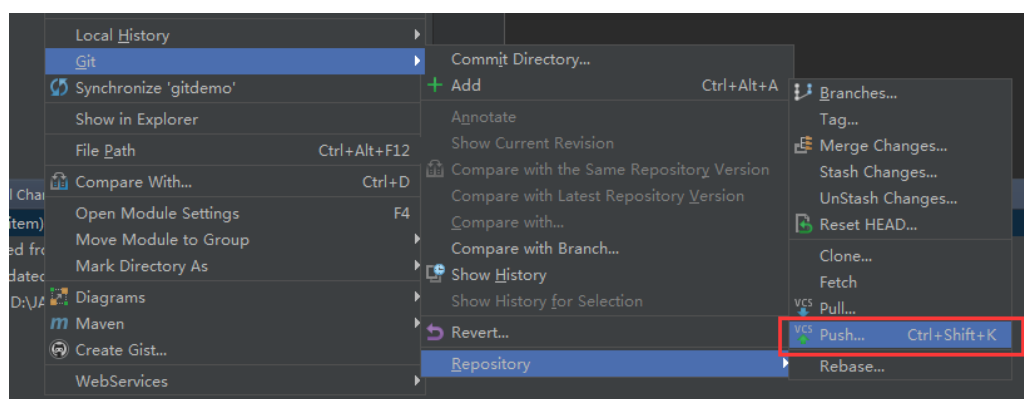 Local History
Git
Synchronize 'gitdemo'
Show in Explorer
File Path Ctrl+Alt+F12
Compare With... Ctrl+D
Open Module Settings F4
Move Module to Group
Mark Directory As
Diagrams
Maven
Create Gist...
WebServices
Commit Directory...
Add Ctrl+Alt+A
Annotate
Show Current Revision
Compare with the Same Repository Version
Compare with Latest Repository Version
Compare with...
Compare with Branch...
Show History
Show History for Selection
Revert...
Repository
Branches...
Tag...
Merge Changes...
Stash Changes...
UnStash Changes...
Reset HEAD...
Clone...
Fetch
VCS Pull...
VCS Push... Ctrl+Shift+K
Rebase...
item)
D:\JA